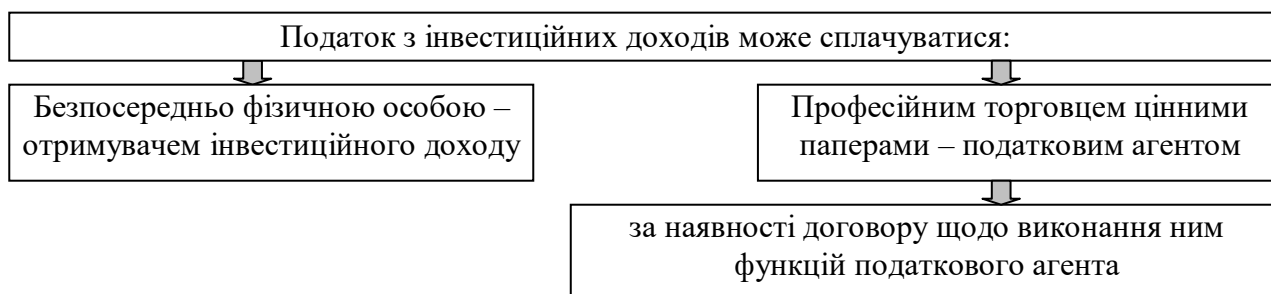 Податок з інвестиційних доходів може сплачуватися:
Безпосередньо фізичною особою –
отримувачем інвестиційного доходу
Професійним торговцем цінними
паперами – податковим агентом
за наявності договору щодо виконання ним
функцій податкового агента